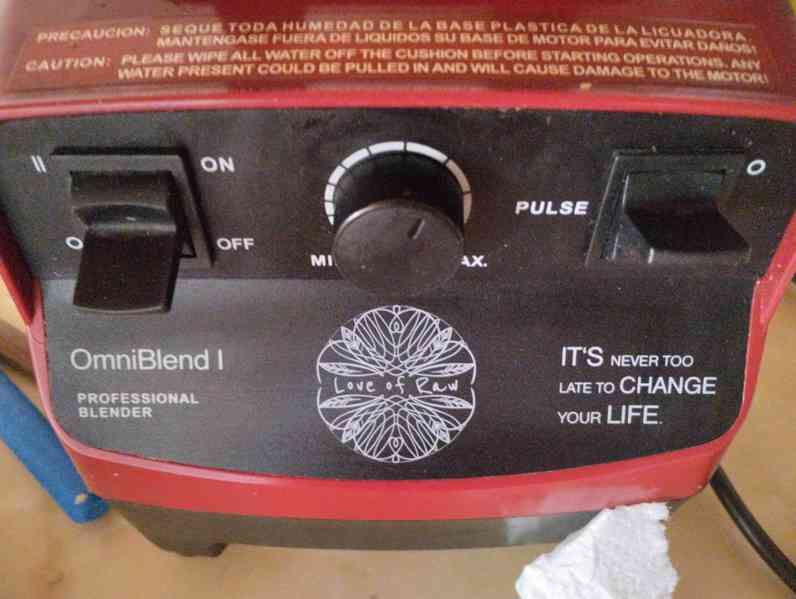 PRECAUCION: SEQUE TODA HUMEDAD DE LA BASE PLASTICA DE LA LICUADORA.
MANTENGASE FUERA DE LIQUIDOS SU BASE DE MOTOR PARA EVITAR DAÑOS!
CAUTION: PLEASE WIPE ALL WATER OFF THE CUSHION BEFORE STARTING OPERATIONS. ANY
WATER PRESENT COULD BE PULLED IN AND WILL CAUSE DAMAGE TO THE MOTOR!
II ON
O OFF
PULSE O
OmniBlend I
PROFESSIONAL
BLENDER
Love of Raw
IT'S NEVER TOO
LATE TO CHANGE
YOUR LIFE.